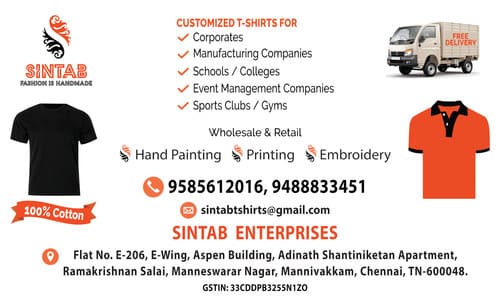 SINTAB
FASHION IS HANDMADE
CUSTOMIZED T-SHIRTS FOR
Corporates
Manufacturing Companies
Schools / Colleges
Event Management Companies
Sports Clubs / Gyms
FREE
DELIVERY
Wholesale & Retail
Hand Painting Printing Embroidery
100% Cotton
9585612016, 9488833451
sintabtshirts@gmail.com
SINTAB ENTERPRISES
Flat No. E-206, E-Wing, Aspen Building, Adinath Shantiniketan Apartment,
Ramakrishnan Salai, Manneswarar Nagar, Mannivakkam, Chennai, TN-600048.
GSTIN: 33CDDPB3255N1ZO